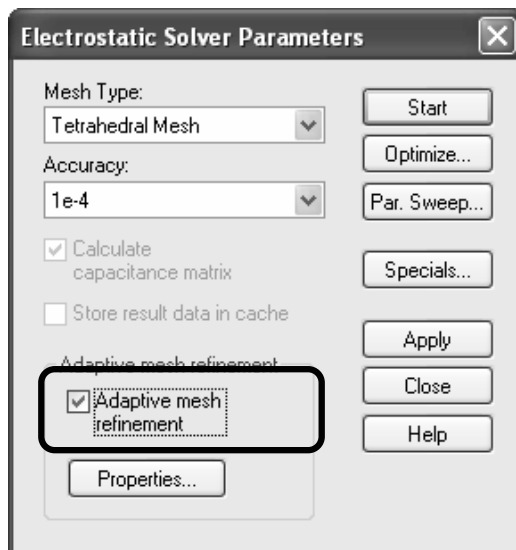 Electrostatic Solver Parameters
Mesh Type:
Tetrahedral Mesh
Accuracy:
1e-4
Calculate
capacitance matrix
Store result data in cache
Adaptive mesh refinement
Adaptive mesh
refinement
Properties...
Start
Optimize...
Par. Sweep...
Specials...
Apply
Close
Help